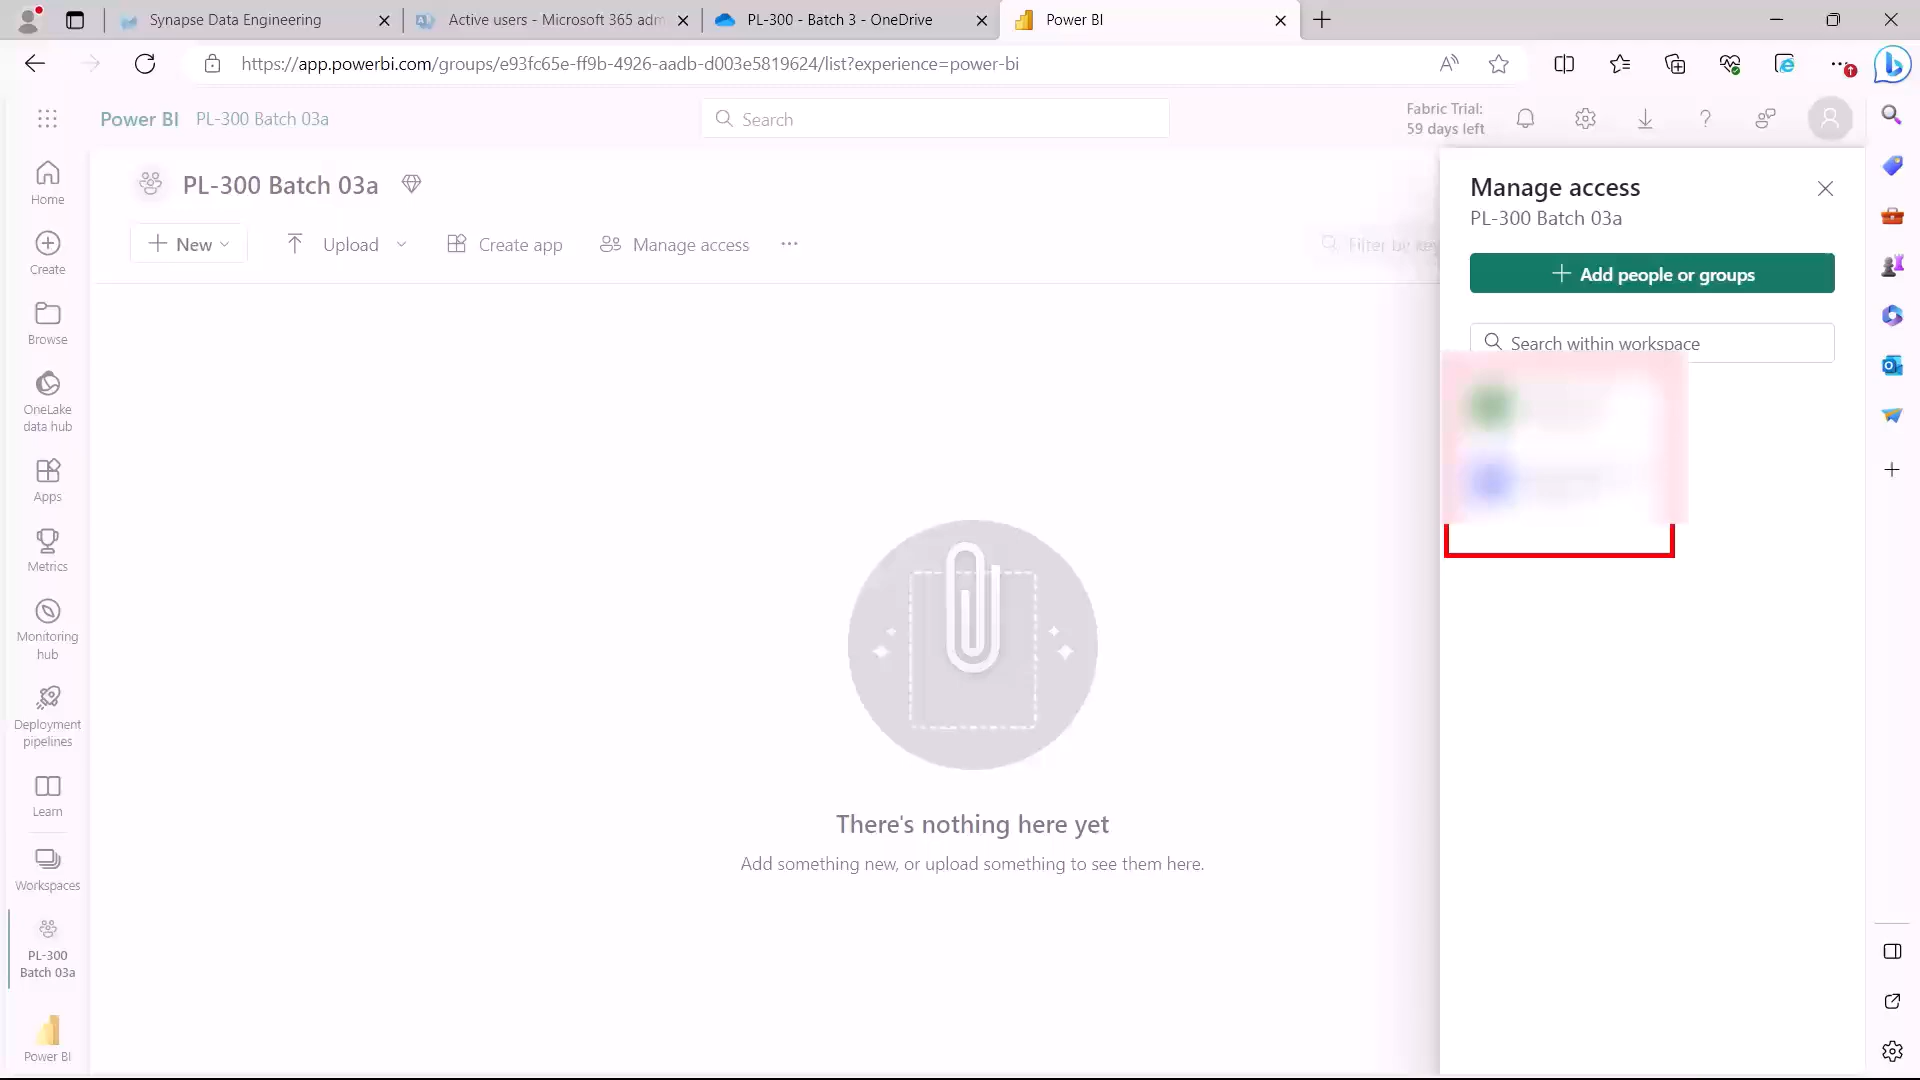 Synapse Data Engineering
Active users - Microsoft 365 adm
PL-300 - Batch 3 - OneDrive
Power BI
https://app.powerbi.com/groups/e93fc65e-ff9b-4926-aadb-d003e5819624/list?experience=power-bi
Power BI PL-300 Batch 03a
Search
Fabric Trial:
59 days left
Home
Create
Browse
OneLake
data hub
Apps
Metrics
Monitoring
hub
Deployment
pipelines
Learn
Workspaces
PL-300
Batch 03a
Power BI
PL-300 Batch 03a
New
Upload
Create app
Manage access
Filter by key
There's nothing here yet
Add something new, or upload something to see them here.
Manage access
PL-300 Batch 03a
Add people or groups
Search within workspace